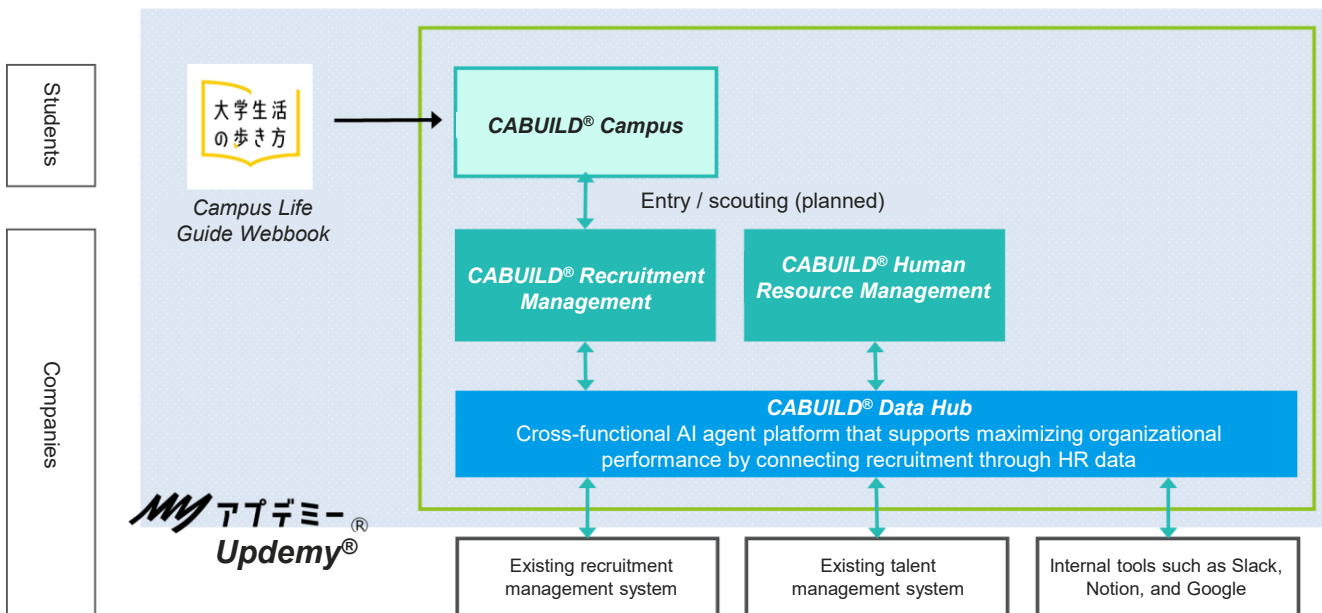 Students
大学生活
の歩き方
Campus Life
Guide Webbook
CABUILD® Campus
Entry / scouting (planned)
CABUILD® Recruitment
Management
CABUILD® Human
Resource Management
Companies
CABUILD® Data Hub
Cross-functional AI agent platform that supports maximizing organizational
performance by connecting recruitment through HR data
アプデミー®
Updemy®
Existing recruitment
management system
Existing talent
management system
Internal tools such as Slack,
Notion, and Google